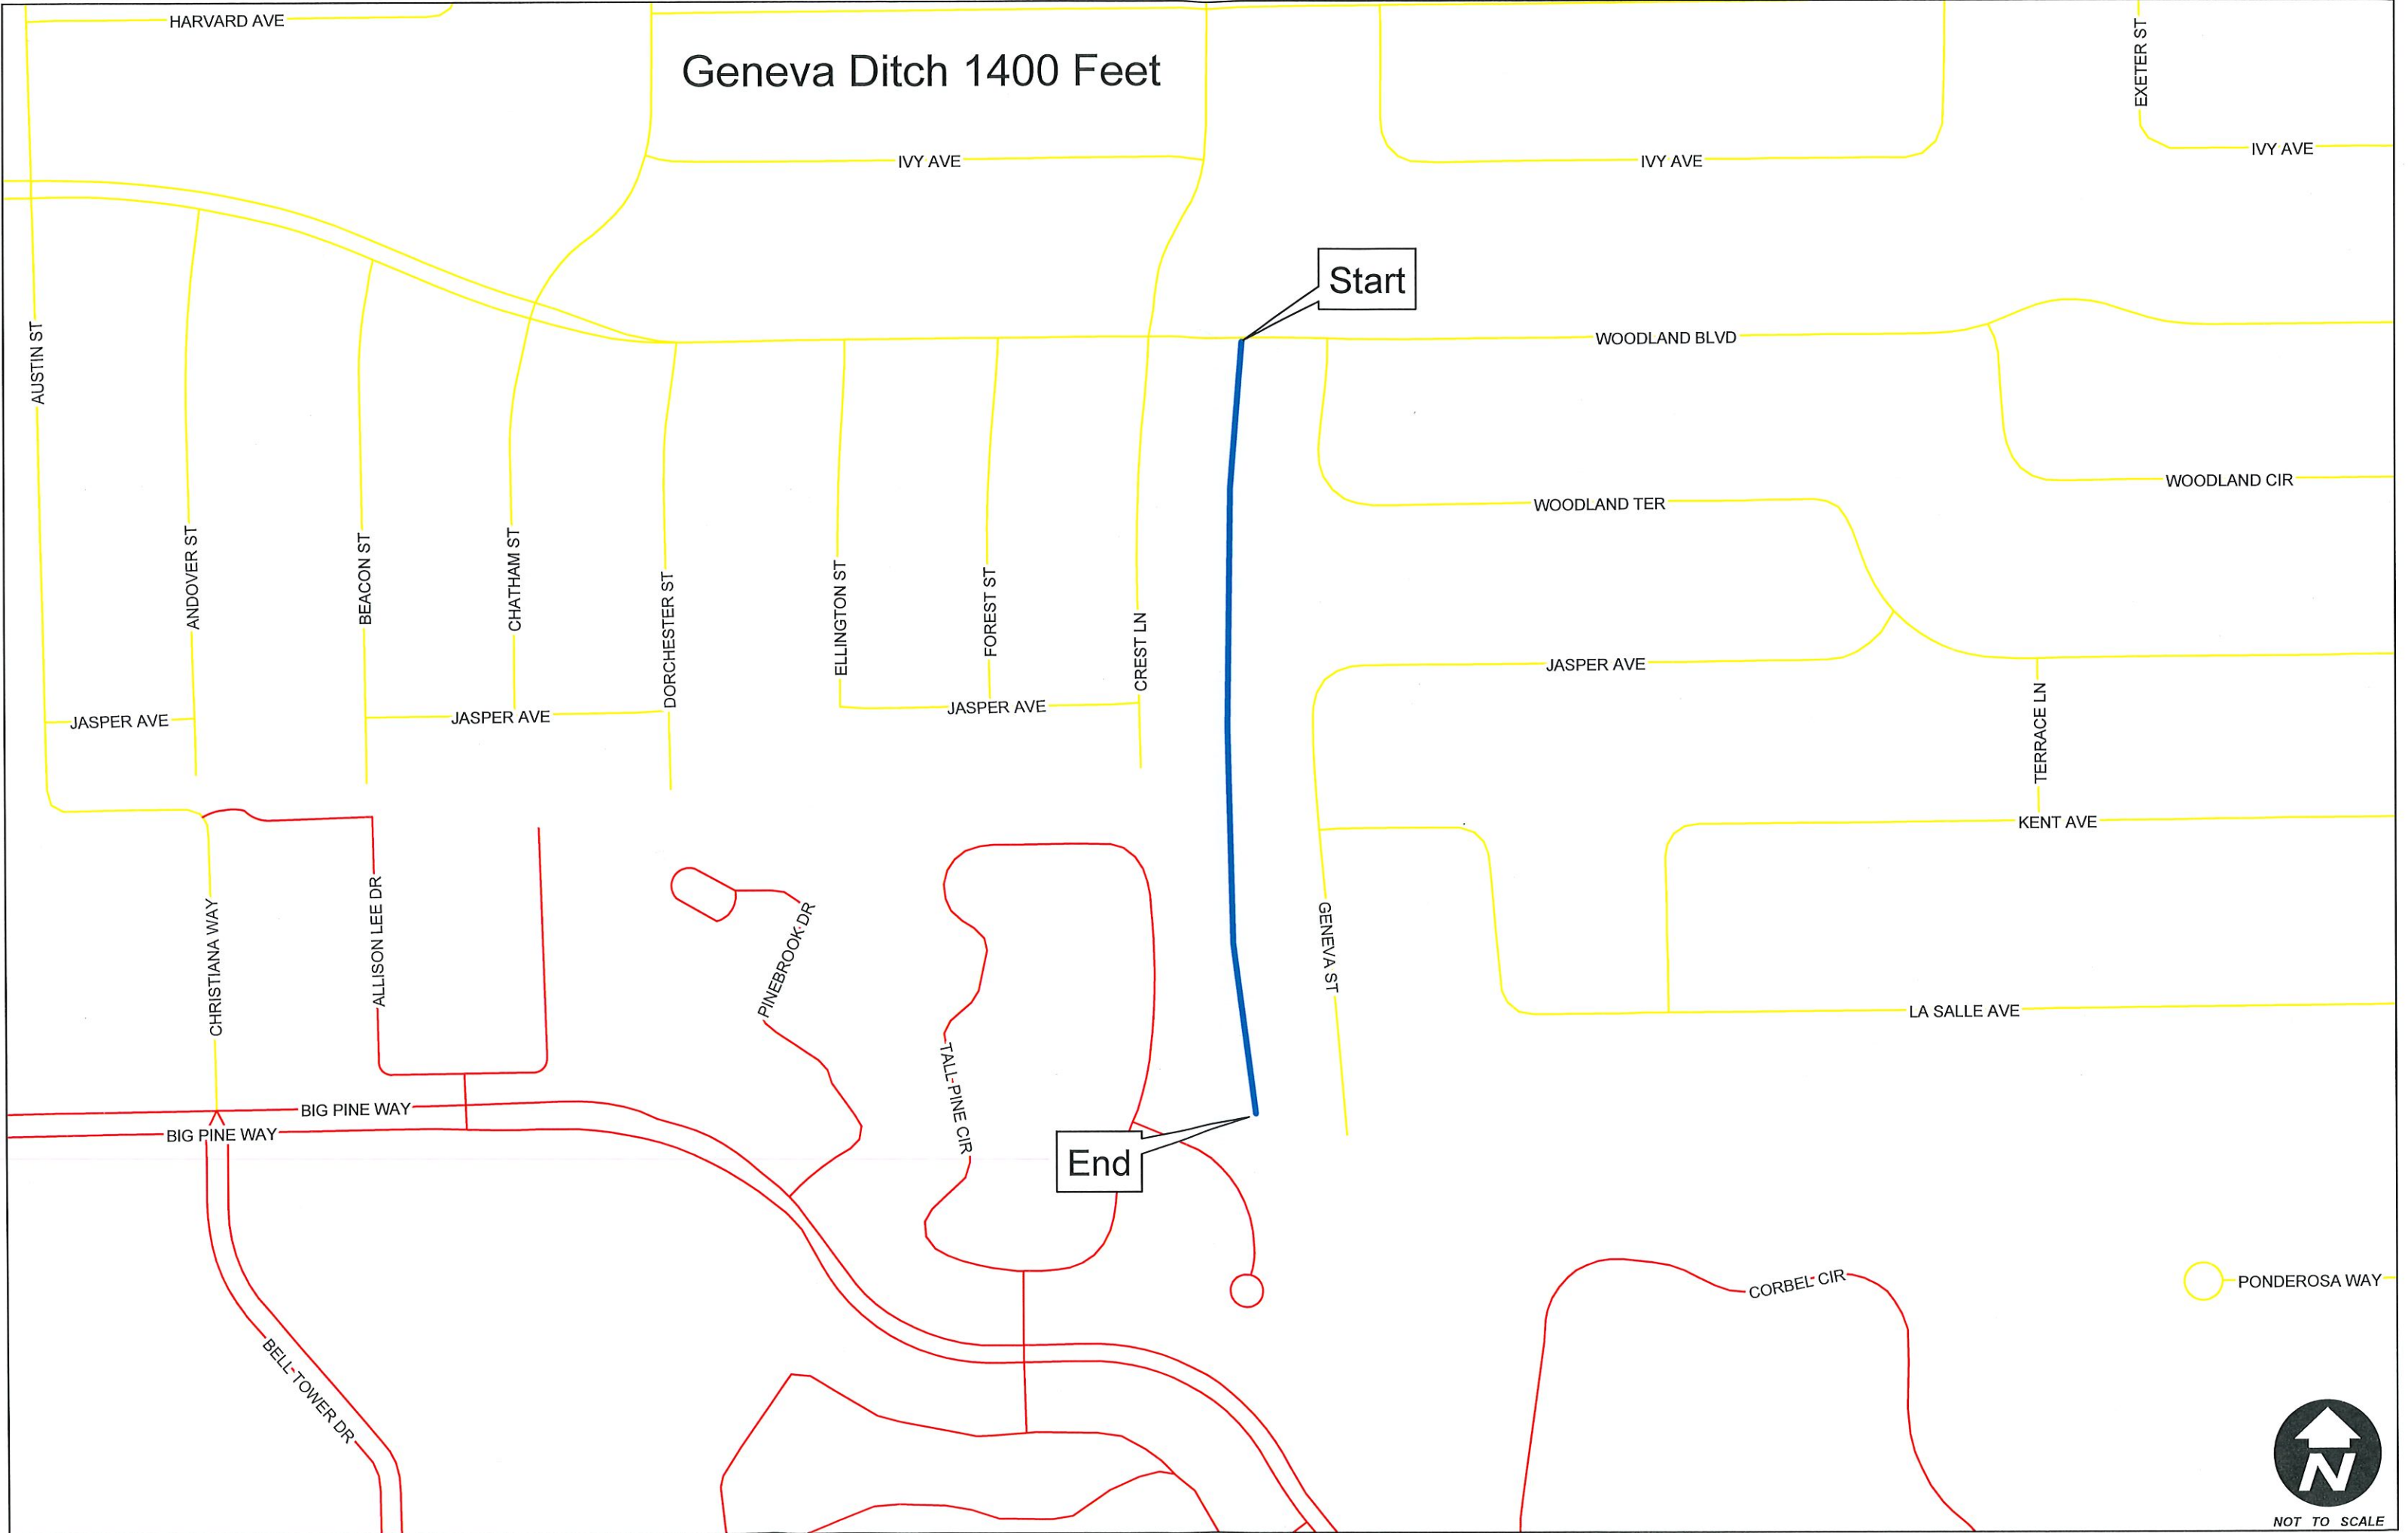 HARVARD AVE
EXETER ST
Geneva Ditch 1400 Feet
IVY AVE
IVY AVE
IVY AVE
Start
AUSTIN ST
WOODLAND BLVD
WOODLAND CIR
WOODLAND TER
ANDOVER ST
BEACON ST
CHATHAM ST
DORCHESTER ST
ELLINGTON ST
FOREST ST
CREST LN
JASPER AVE
JASPER AVE
JASPER AVE
JASPER AVE
TERRACE LN
KENT AVE
CHRISTIANA WAY
ALLISON LEE DR
PINEBROOK DR
GENEVA ST
LA SALLE AVE
TALL PINE CIR
BIG PINE WAY
BIG PINE WAY
End
CORBEL CIR
PONDEROSA WAY
BELL TOWER DR
N
NOT TO SCALE